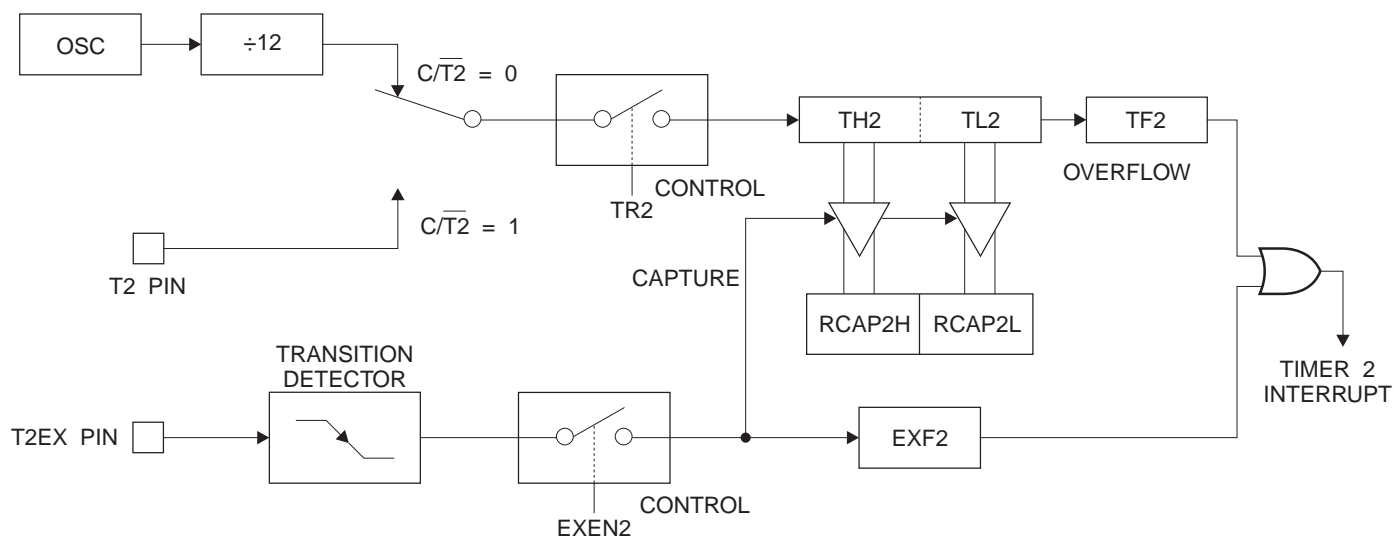 OSC
÷12
C/T2 = 0
TH2
TL2
TF2
OVERFLOW
CONTROL
TR2
C/T2 = 1
T2 PIN
CAPTURE
RCAP2H
RCAP2L
TRANSITION
DETECTOR
TIMER 2
INTERRUPT
T2EX PIN
EXF2
CONTROL
EXEN2